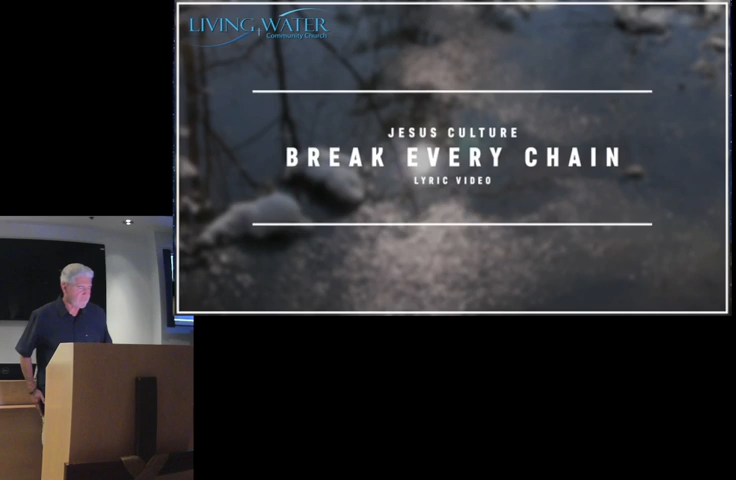 LIVING WATER
Community Church
JESUS CULTURE
BREAK EVERY CHAIN
LYRIC VIDEO